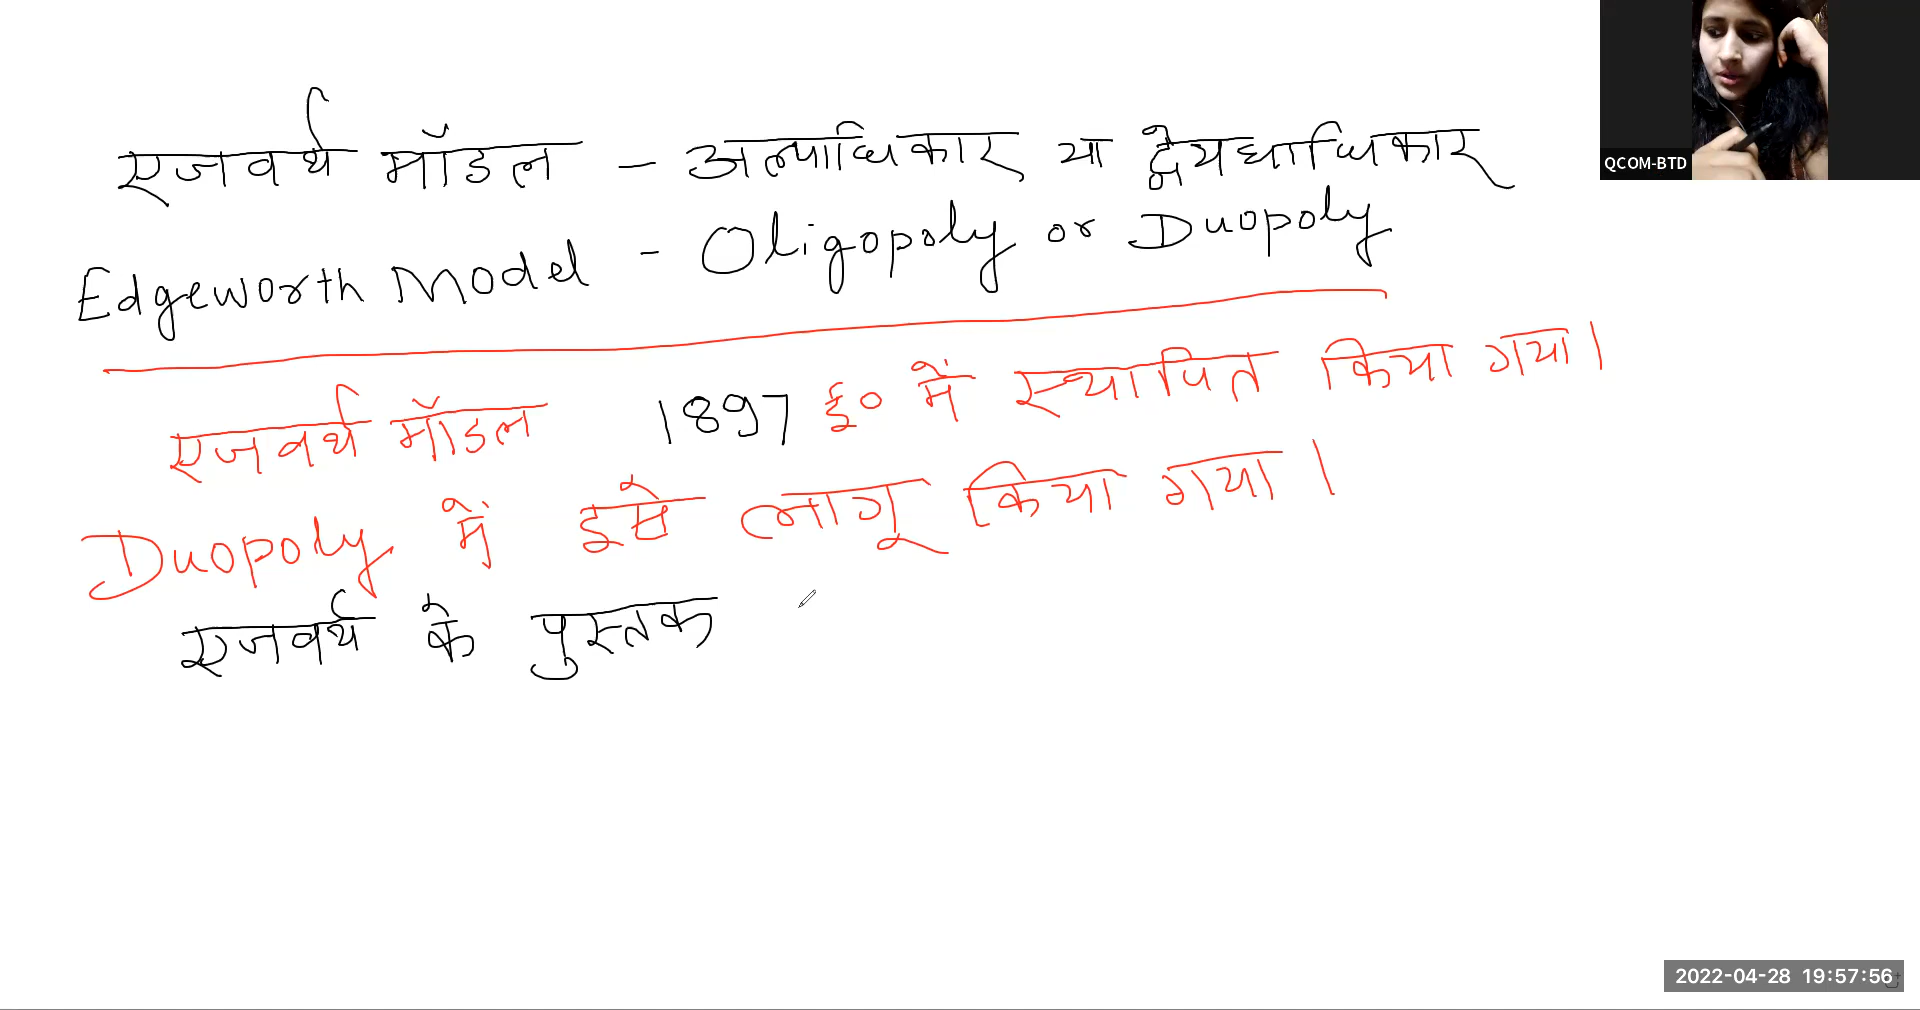 एजवर्थ मॉडल - अल्पाधिकार या द्वेयधाधिकार
Edgeworth Model - Oligopoly or Duopoly
एजवर्थ मॉडल 1897 ई० में स्थापित किया गया।
Duopoly में इसे लागू किया गया।
एजवर्थ के पुस्तक
QCOM-BTD
2022-04-28 19:57:56